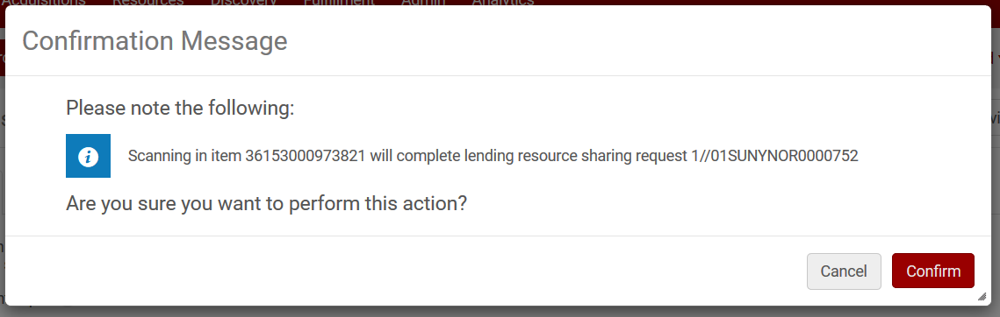 Acquisitions Resources Discovery Fulfillment Admin Analytics
Confirmation Message
Please note the following:
Scanning in item 36153000973821 will complete lending resource sharing request 1//01SUNYNOR0000752
Are you sure you want to perform this action?
Cancel Confirm